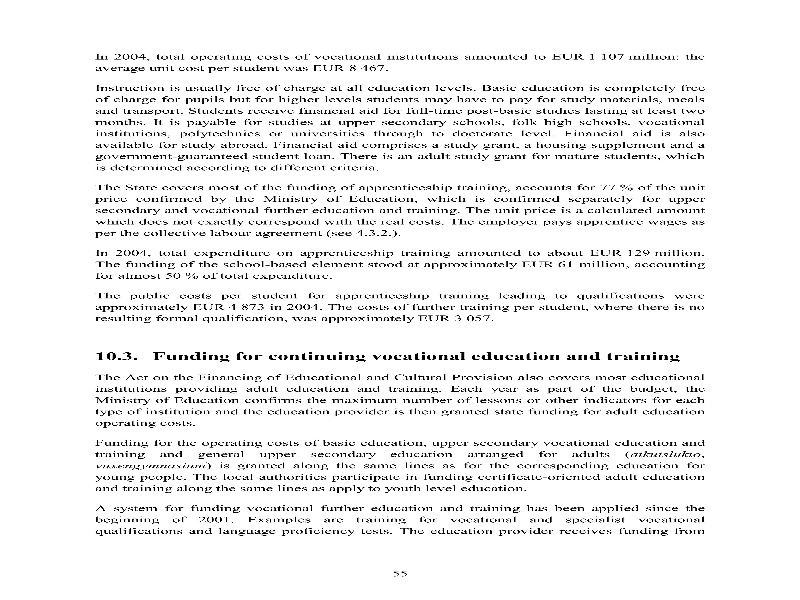 In 2004, total operating costs of vocational institutions amounted to EUR 1 107 million; the
average unit cost per student was EUR 8 467.
Instruction is usually free of charge at all education levels. Basic education is completely free
of charge for pupils but for higher levels students may have to pay for study materials, meals
and transport. Students receive financial aid for full-time post-basic studies lasting at least two
months. It is payable for studies at upper secondary schools, folk high schools, vocational
institutions, polytechnics or universities through to doctorate level. Financial aid is also
available for study abroad. Financial aid comprises a study grant, a housing supplement and a
government-guaranteed student loan. There is an adult study grant for mature students, which
is determined according to different criteria.
The State covers most of the funding of apprenticeship training, accounts for 77 % of the unit
price confirmed by the Ministry of Education, which is confirmed separately for upper
secondary and vocational further education and training. The unit price is a calculated amount
which does not exactly correspond with the real costs. The employer pays apprentice wages as
per the collective labour agreement (see 4.3.2.).
In 2004, total expenditure on apprenticeship training amounted to about EUR 129 million.
The funding of the school-based element stood at approximately EUR 61 million, accounting
for almost 50 % of total expenditure.
The public costs per student for apprenticeship training leading to qualifications were
approximately EUR 4 873 in 2004. The costs of further training per student, where there is no
resulting formal qualification, was approximately EUR 3 057.
10.3. Funding for continuing vocational education and training
The Act on the Financing of Educational and Cultural Provision also covers most educational
institutions providing adult education and training. Each year as part of the budget, the
Ministry of Education confirms the maximum number of lessons or other indicators for each
type of institution and the education provider is then granted state funding for adult education
operating costs.
Funding for the operating costs of basic education, upper secondary vocational education and
training and general upper secondary education arranged for adults (aikuislukio,
vuxengymnasium) is granted along the same lines as for the corresponding education for
young people. The local authorities participate in funding certificate-oriented adult education
and training along the same lines as apply to youth level education.
A system for funding vocational further education and training has been applied since the
beginning of 2001. Examples are training for vocational and specialist vocational
qualifications and language proficiency tests. The education provider receives funding from
55